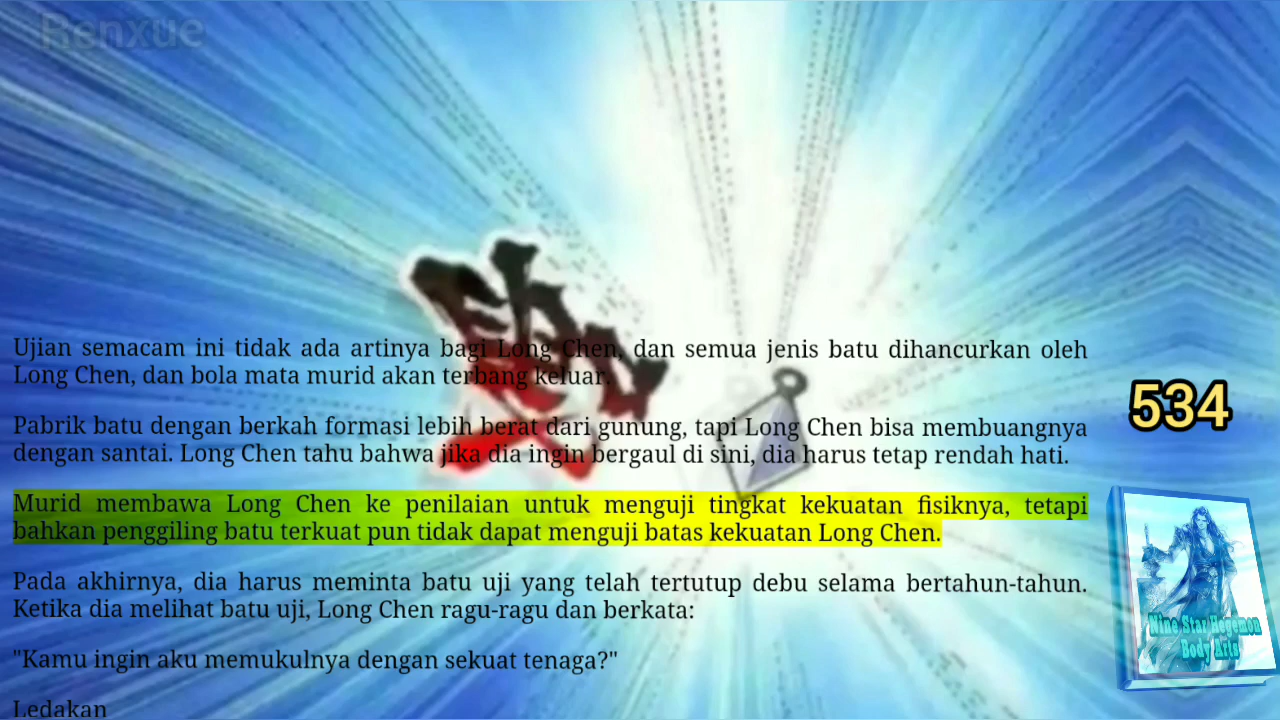 Renxue
Ujian semacam ini tidak ada artinya bagi Long Chen, dan semua jenis batu dihancurkan oleh
Long Chen, dan bola mata murid akan terbang keluar.
Pabrik batu dengan berkah formasi lebih berat dari gunung, tapi Long Chen bisa membuangnya
dengan santai. Long Chen tahu bahwa jika dia ingin bergaul di sini, dia harus tetap rendah hati.
Murid membawa Long Chen ke penilaian untuk menguji tingkat kekuatan fisiknya, tetapi
bahkan penggiling batu terkuat pun tidak dapat menguji batas kekuatan Long Chen.
Pada akhirnya, dia harus meminta batu uji yang telah tertutup debu selama bertahun-tahun.
Ketika dia melihat batu uji, Long Chen ragu-ragu dan berkata:
"Kamu ingin aku memukulnya dengan sekuat tenaga?"
Ledakan
534
Nine Star Hegemon
Body Arts